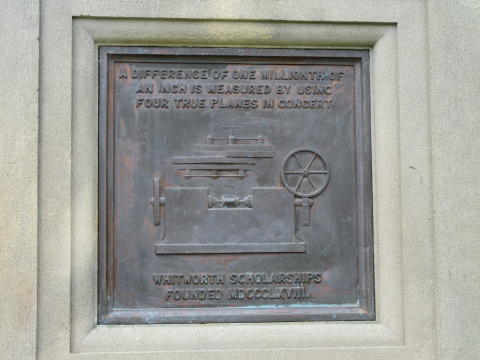 A DIFFERENCE OF ONE MILLIONTH OF
AN INCH IS MEASURED BY USING
FOUR TRUE PLANES IN CONCERT
WHITWORTH SCHOLARSHIPS
FOUNDED MDCCCLXVIII.